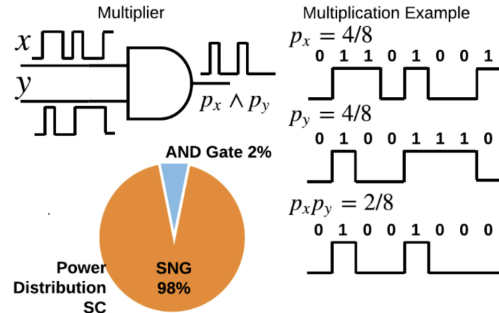 Multiplier
x
y
p_x ∧ p_y
AND Gate 2%
Power
Distribution
SC
SNG
98%
Multiplication Example
p_x = 4/8
0 1 1 0 1 0 0 1
p_y = 4/8
0 1 0 0 1 1 1 0
p_xp_y = 2/8
0 1 0 0 1 0 0 0